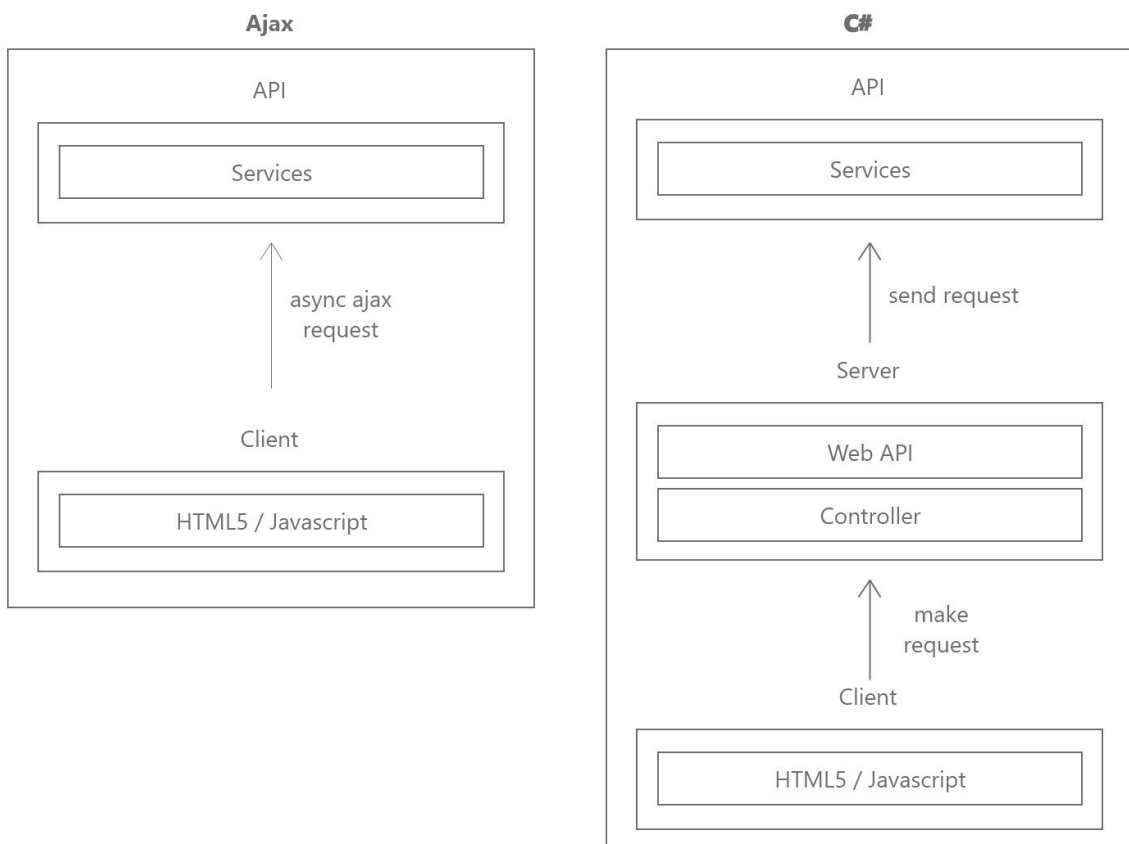 Ajax
API
Services
async ajax
request
Client
HTML5 / Javascript
C#
API
Services
send request
Server
Web API
Controller
make
request
Client
HTML5 / Javascript